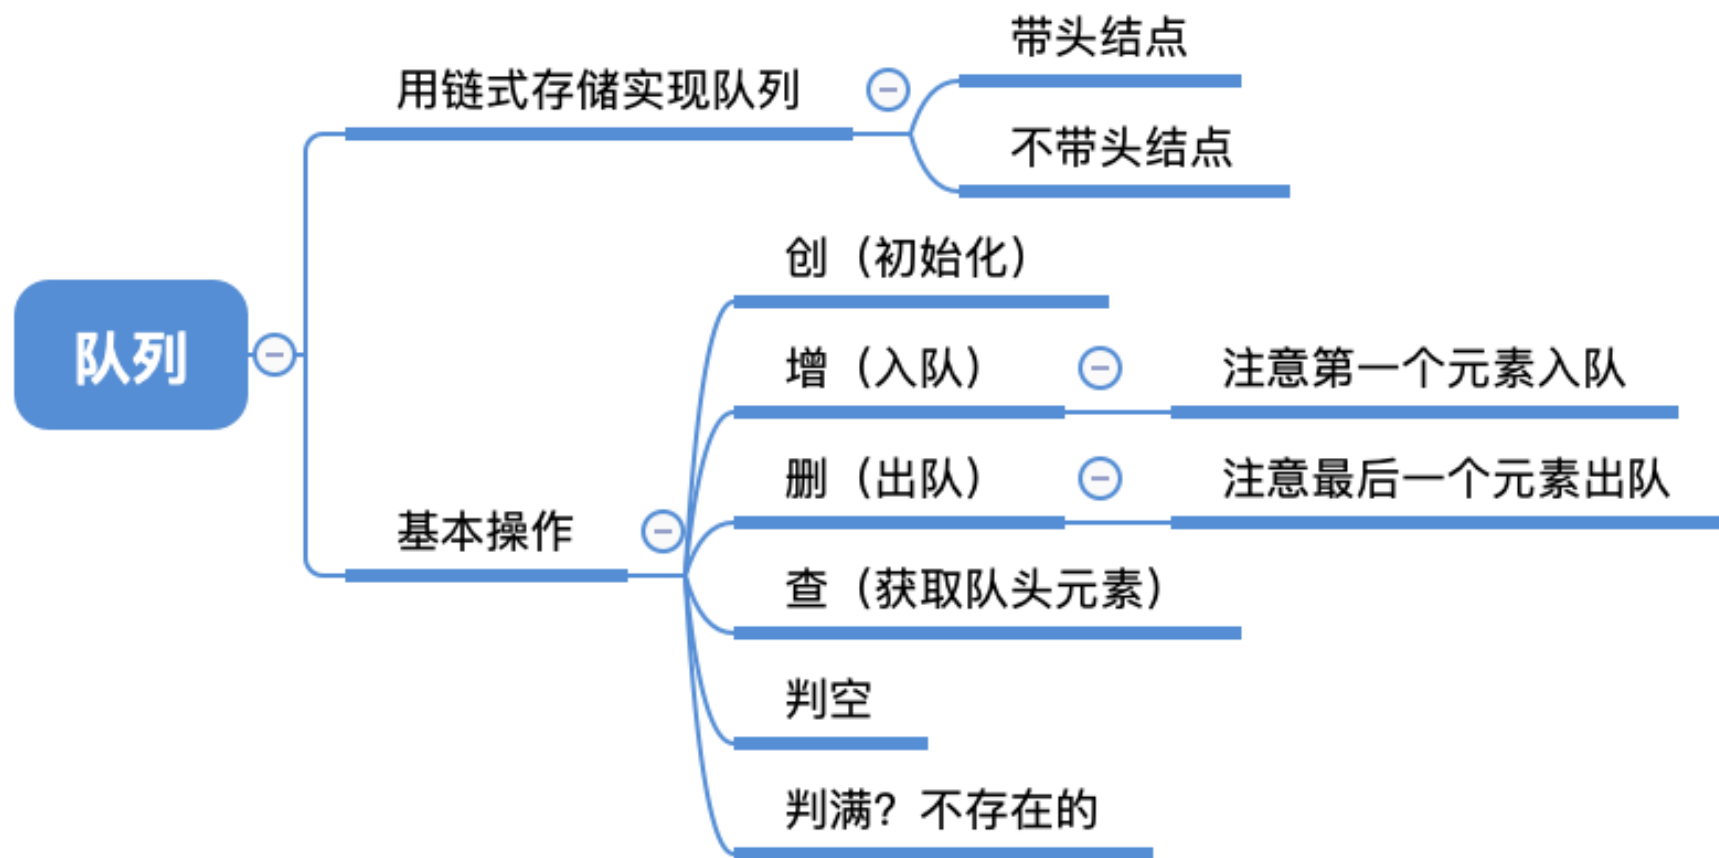 带头结点
用链式存储实现队列
不带头结点
创（初始化）
增（入队）
注意第一个元素入队
队列
删（出队）
注意最后一个元素出队
基本操作
查（获取队头元素）
判空
判满？不存在的